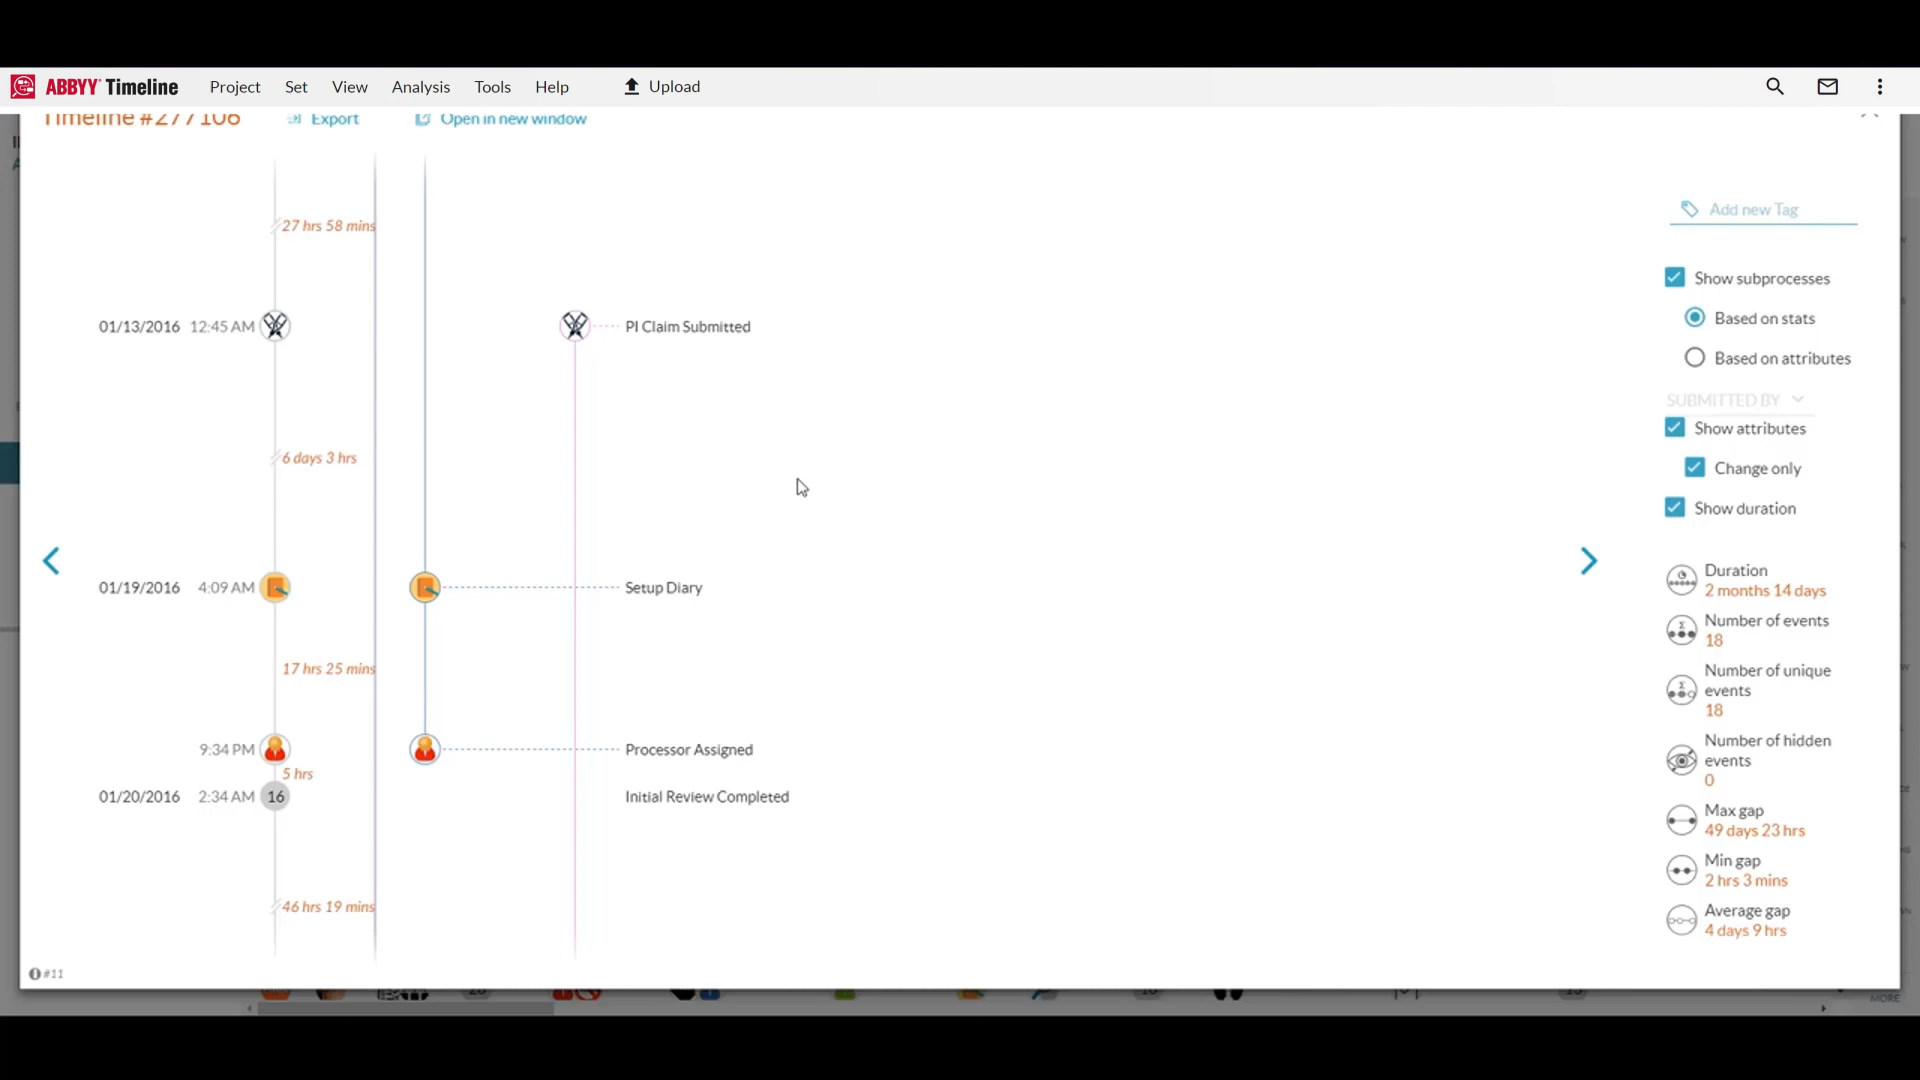 ABBYY Timeline Project Set View Analysis Tools Help Upload
Timeline #277106 Export Open in new window
27 hrs 58 mins
Add new Tag
Show subprocesses
Based on stats
01/13/2016 12:45 AM PI Claim Submitted
Based on attributes
SUBMITTED BY
Show attributes
6 days 3 hrs
Change only
Show duration
Duration
2 months 14 days
01/19/2016 4:09 AM Setup Diary
Number of events
18
17 hrs 25 mins
Number of unique
events
18
9:34 PM Processor Assigned
Number of hidden
events
0
5 hrs
01/20/2016 2:34 AM 16 Initial Review Completed
Max gap
49 days 23 hrs
Min gap
2 hrs 3 mins
46 hrs 19 mins
Average gap
4 days 9 hrs
#11
MORE